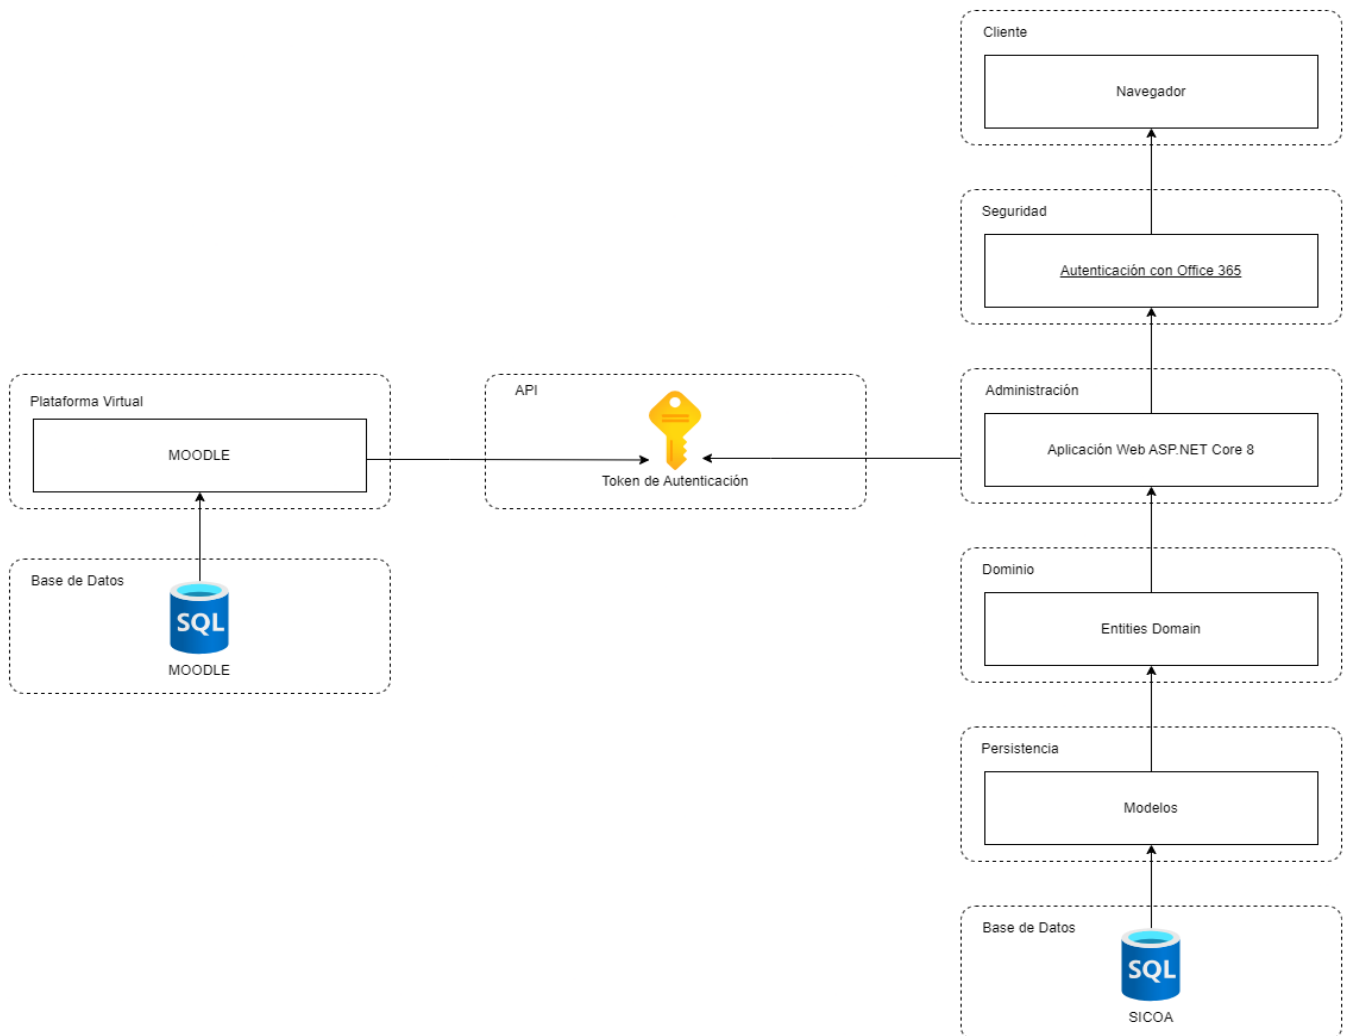 Cliente
Navegador
Seguridad
Autenticación con Office 365
Plataforma Virtual
MOODLE
API
Token de Autenticación
Administración
Aplicación Web ASP.NET Core 8
Base de Datos
SQL
MOODLE
Dominio
Entities Domain
Persistencia
Modelos
Base de Datos
SQL
SICOA